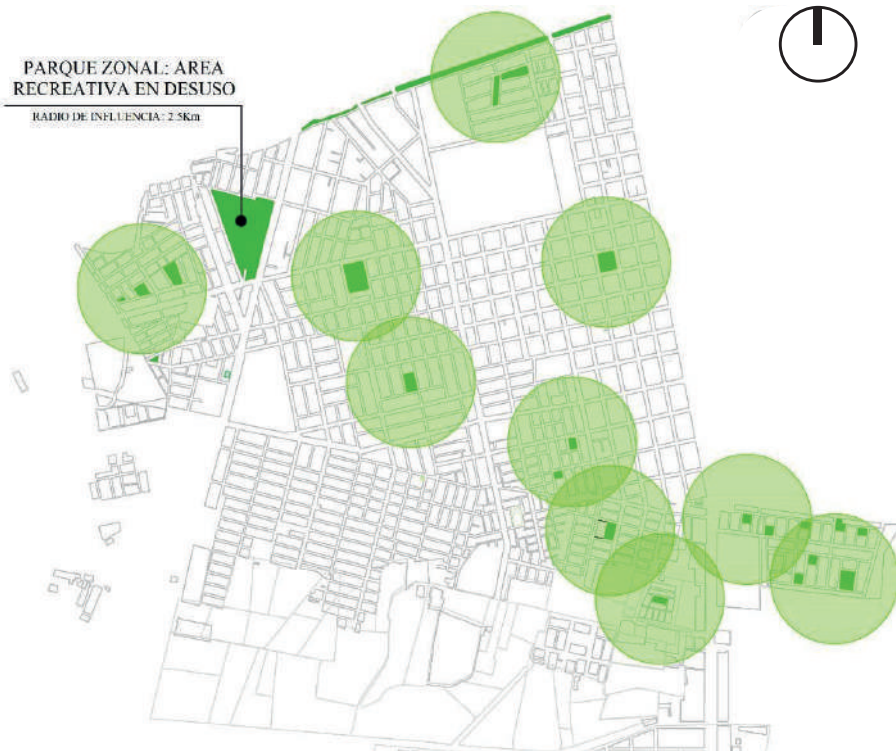 PARQUE ZONAL: AREA
RECREATIVA EN DESUSO
RADIO DE INFLUENCIA: 2.5Km